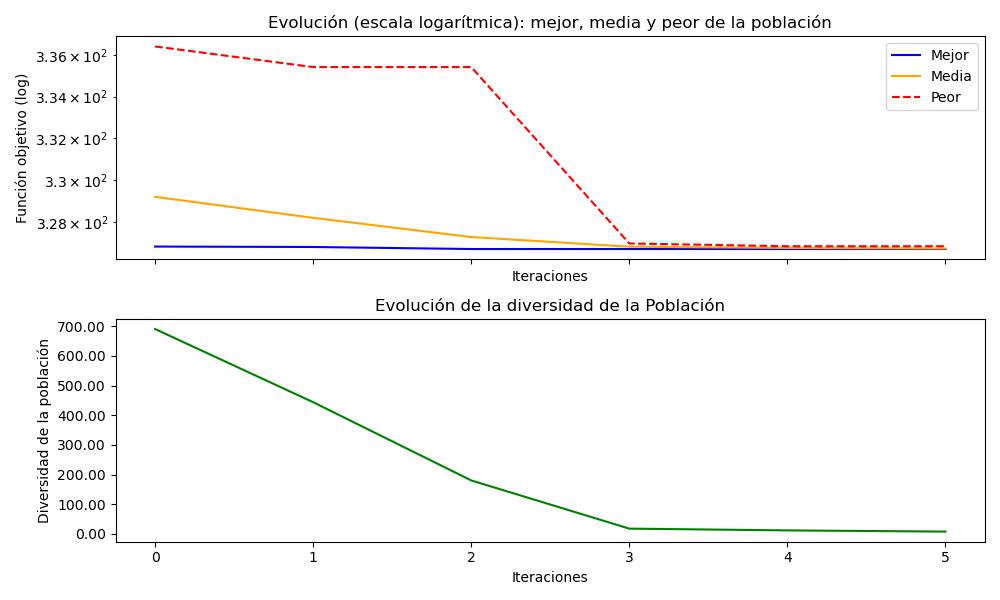 Evolución (escala logarítmica): mejor, media y peor de la población
Función objetivo (log)
3.36 × 10²
3.34 × 10²
3.32 × 10²
3.3 × 10²
3.28 × 10²
Mejor
Media
Peor
Iteraciones
Evolución de la diversidad de la Población
Diversidad de la población
700.00
600.00
500.00
400.00
300.00
200.00
100.00
0.00
0 1 2 3 4 5
Iteraciones